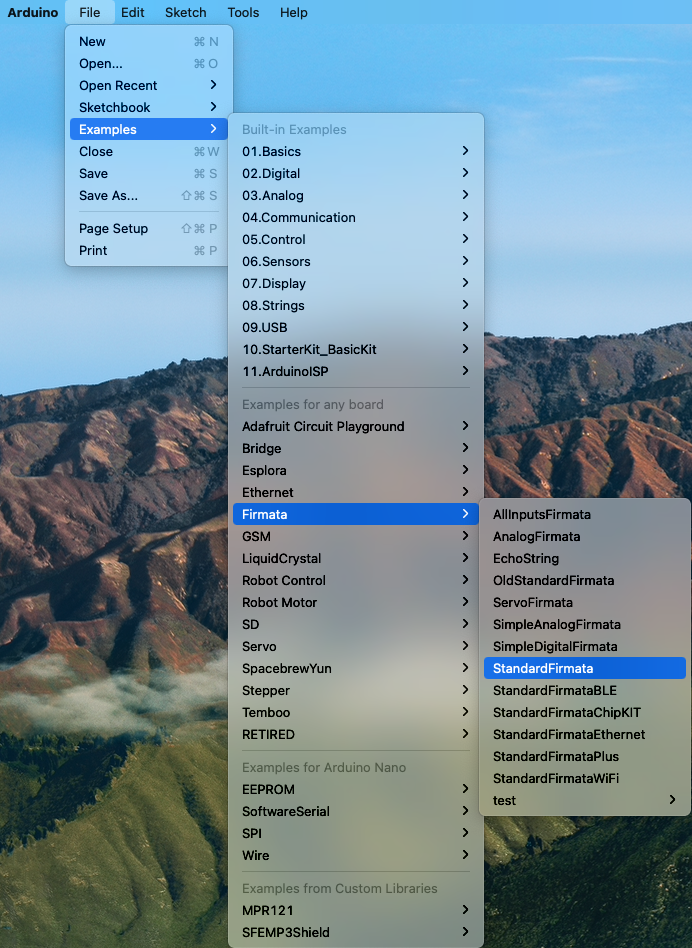 Arduino File Edit Sketch Tools Help
New ⌘ N
Open... ⌘ O
Open Recent
Sketchbook
Examples
Close ⌘ W
Save ⌘ S
Save As... ⇧ ⌘ S
Page Setup ⇧ ⌘ P
Print ⌘ P
Built-in Examples
01.Basics
02.Digital
03.Analog
04.Communication
05.Control
06.Sensors
07.Display
08.Strings
09.USB
10.StarterKit_BasicKit
11.ArduinoISP
Examples for any board
Adafruit Circuit Playground
Bridge
Esplora
Ethernet
Firmata
GSM
LiquidCrystal
Robot Control
Robot Motor
SD
Servo
SpacebrewYun
Stepper
Temboo
RETIRED
Examples for Arduino Nano
EEPROM
SoftwareSerial
SPI
Wire
Examples from Custom Libraries
MPR121
SFEMP3Shield
AllInputsFirmata
AnalogFirmata
EchoString
OldStandardFirmata
ServoFirmata
SimpleAnalogFirmata
SimpleDigitalFirmata
StandardFirmata
StandardFirmataBLE
StandardFirmataChipKIT
StandardFirmataEthernet
StandardFirmataPlus
StandardFirmataWiFi
test